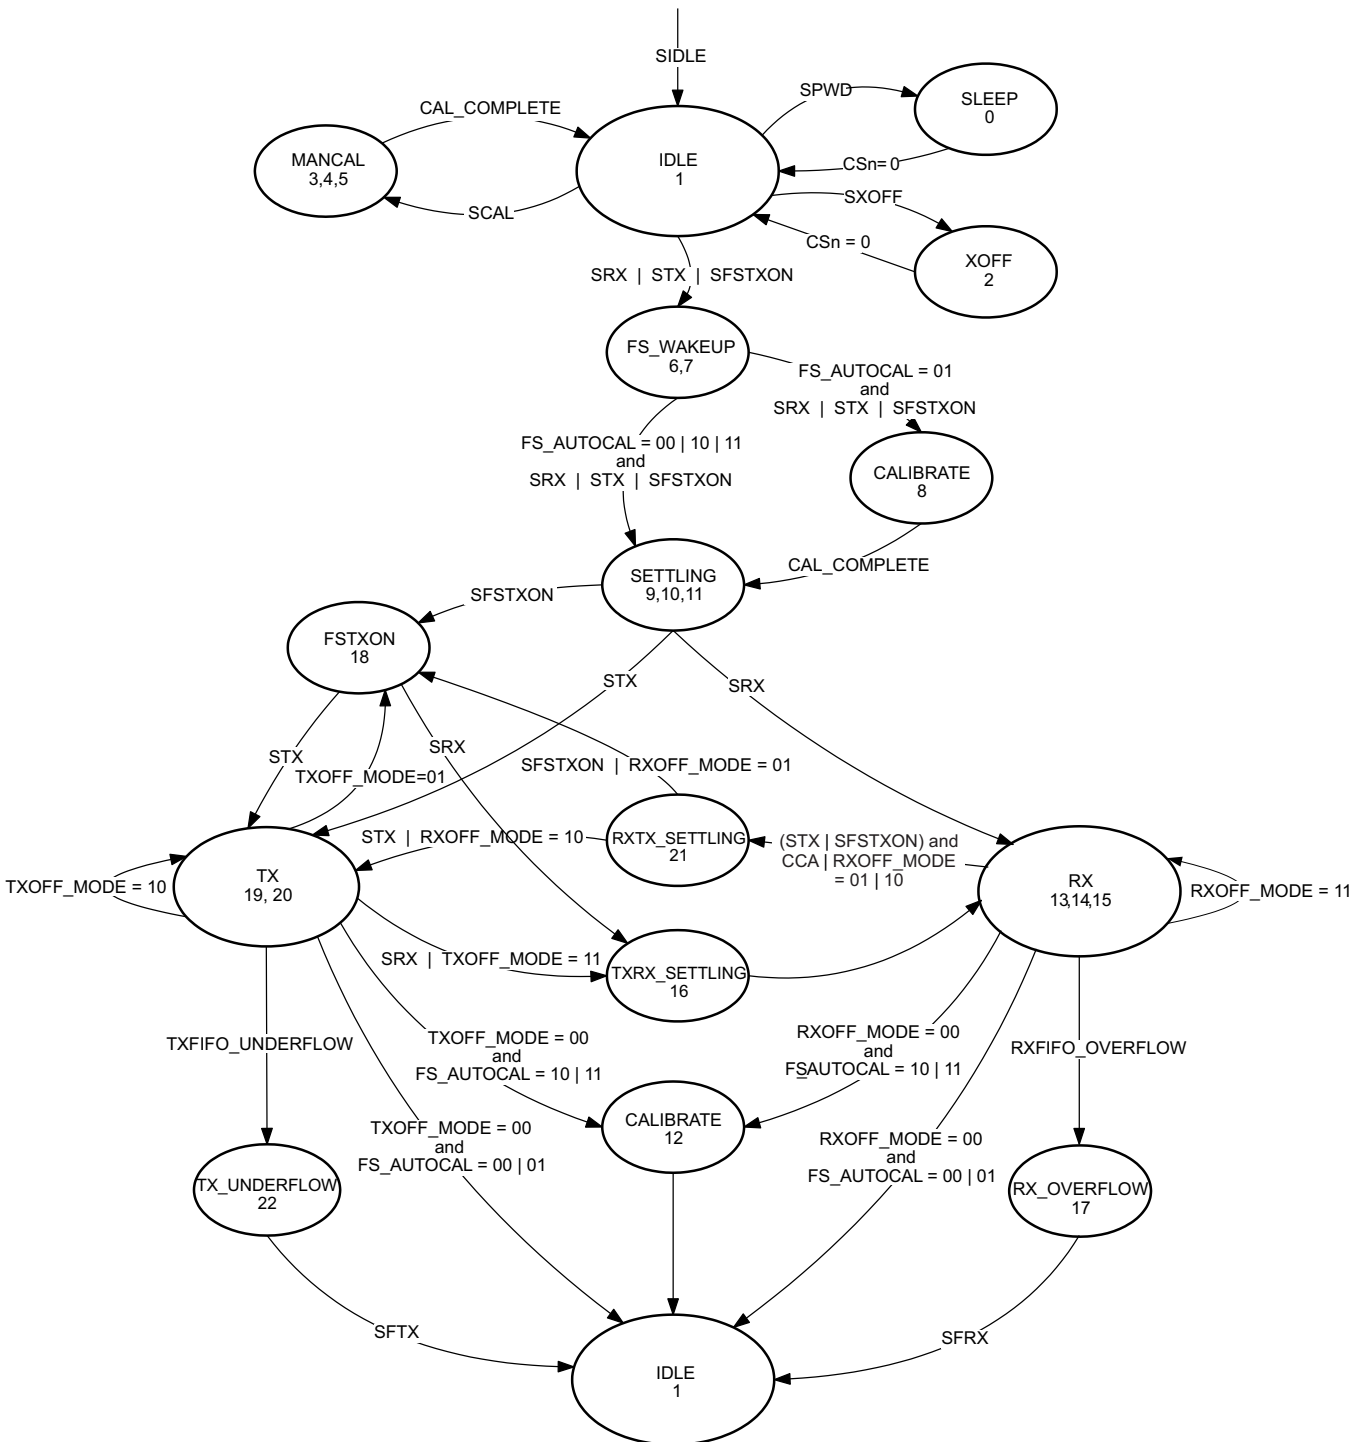 SIDLE
SPWD
SLEEP
0
CAL_COMPLETE
IDLE
1
MANCAL
3,4,5
CSn= 0
SCAL
SXOFF
CSn = 0
XOFF
2
SRX | STX | SFSTXON
FS_WAKEUP
6,7
FS_AUTOCAL = 01
and
SRX | STX | SFSTXON
FS_AUTOCAL = 00 | 10 | 11
and
SRX | STX | SFSTXON
CALIBRATE
8
CAL_COMPLETE
SETTLING
9,10,11
SFSTXON
FSTXON
18
STX
SRX
STX
SRX
TXOFF_MODE=01
SFSTXON | RXOFF_MODE = 01
STX | RXOFF_MODE = 10
RXTX_SETTLING
21
(STX | SFSTXON) and
CCA | RXOFF_MODE
= 01 | 10
TXOFF_MODE = 10
TX
19, 20
RX
13,14,15
RXOFF_MODE = 11
SRX | TXOFF_MODE = 11
TXRX_SETTLING
16
TXFIFO_UNDERFLOW
TXOFF_MODE = 00
and
FS_AUTOCAL = 10 | 11
RXOFF_MODE = 00
and
FS_AUTOCAL = 10 | 11
RXFIFO_OVERFLOW
CALIBRATE
12
TXOFF_MODE = 00
and
FS_AUTOCAL = 00 | 01
RXOFF_MODE = 00
and
FS_AUTOCAL = 00 | 01
TX_UNDERFLOW
22
RX_OVERFLOW
17
SFTX
SFRX
IDLE
1